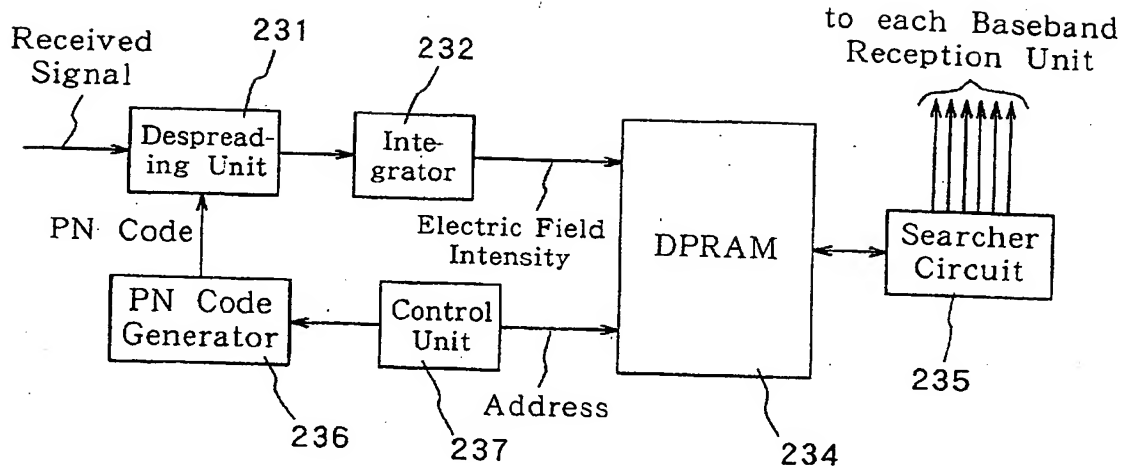 to each Baseband
Reception Unit
Received
Signal
231
232
Despread-
ing Unit
Inte-
grator
Electric Field
Intensity
PN Code
DPRAM
Searcher
Circuit
PN Code
Generator
Control
Unit
Address
235
236
237
234